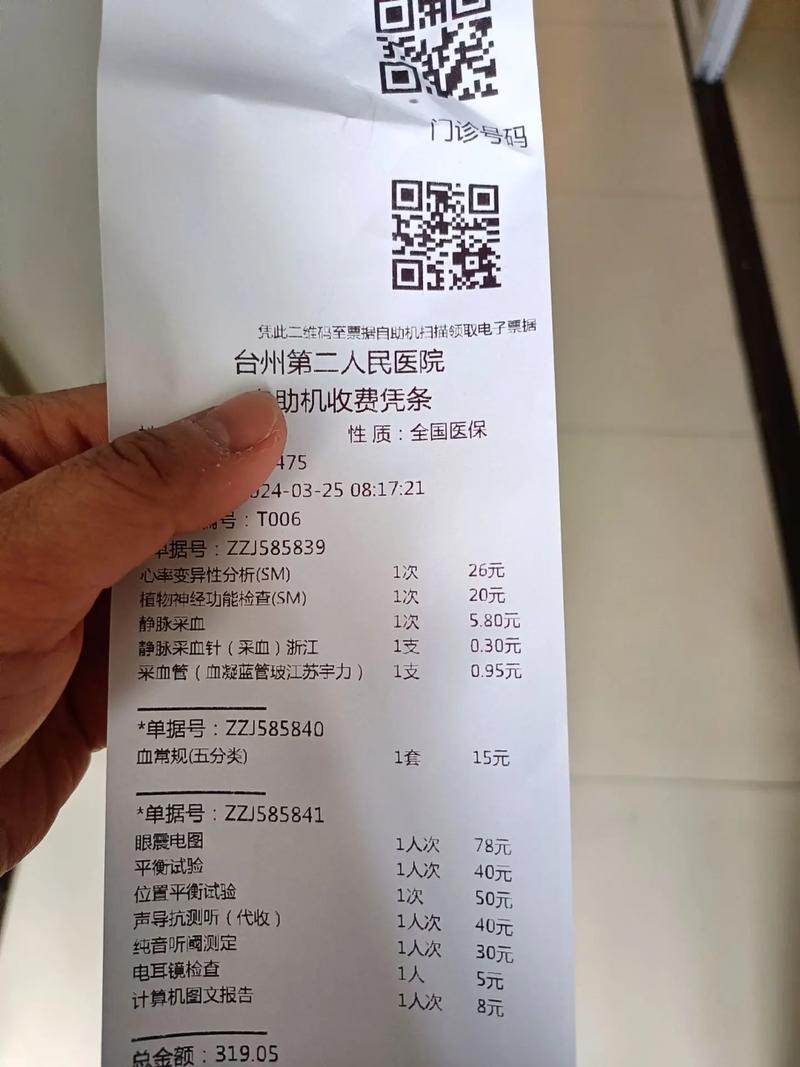 门诊号码
凭此二维码至票据自助机扫描领取电子票据
台州第二人民医院
助机收费凭条
性 质：全国医保
475
024-03-25 08:17:21
号：T006
单据号：ZZJ585839
心率变异性分析(SM) 1次 26元
植物神经功能检查(SM) 1次 20元
静脉采血 1次 5.80元
静脉采血针（采血）浙江 1支 0.30元
采血管（血凝蓝管玻江苏宇力） 1支 0.95元
*单据号：ZZJ585840
血常规(五分类) 1套 15元
*单据号：ZZJ585841
眼震电图 1人次 78元
平衡试验 1人次 40元
位置平衡试验 1次 50元
声导抗测听（代收） 1人次 40元
纯音听阈测定 1人次 30元
电耳镜检查 1人 5元
计算机图文报告 1人次 8元
总金额：319.05